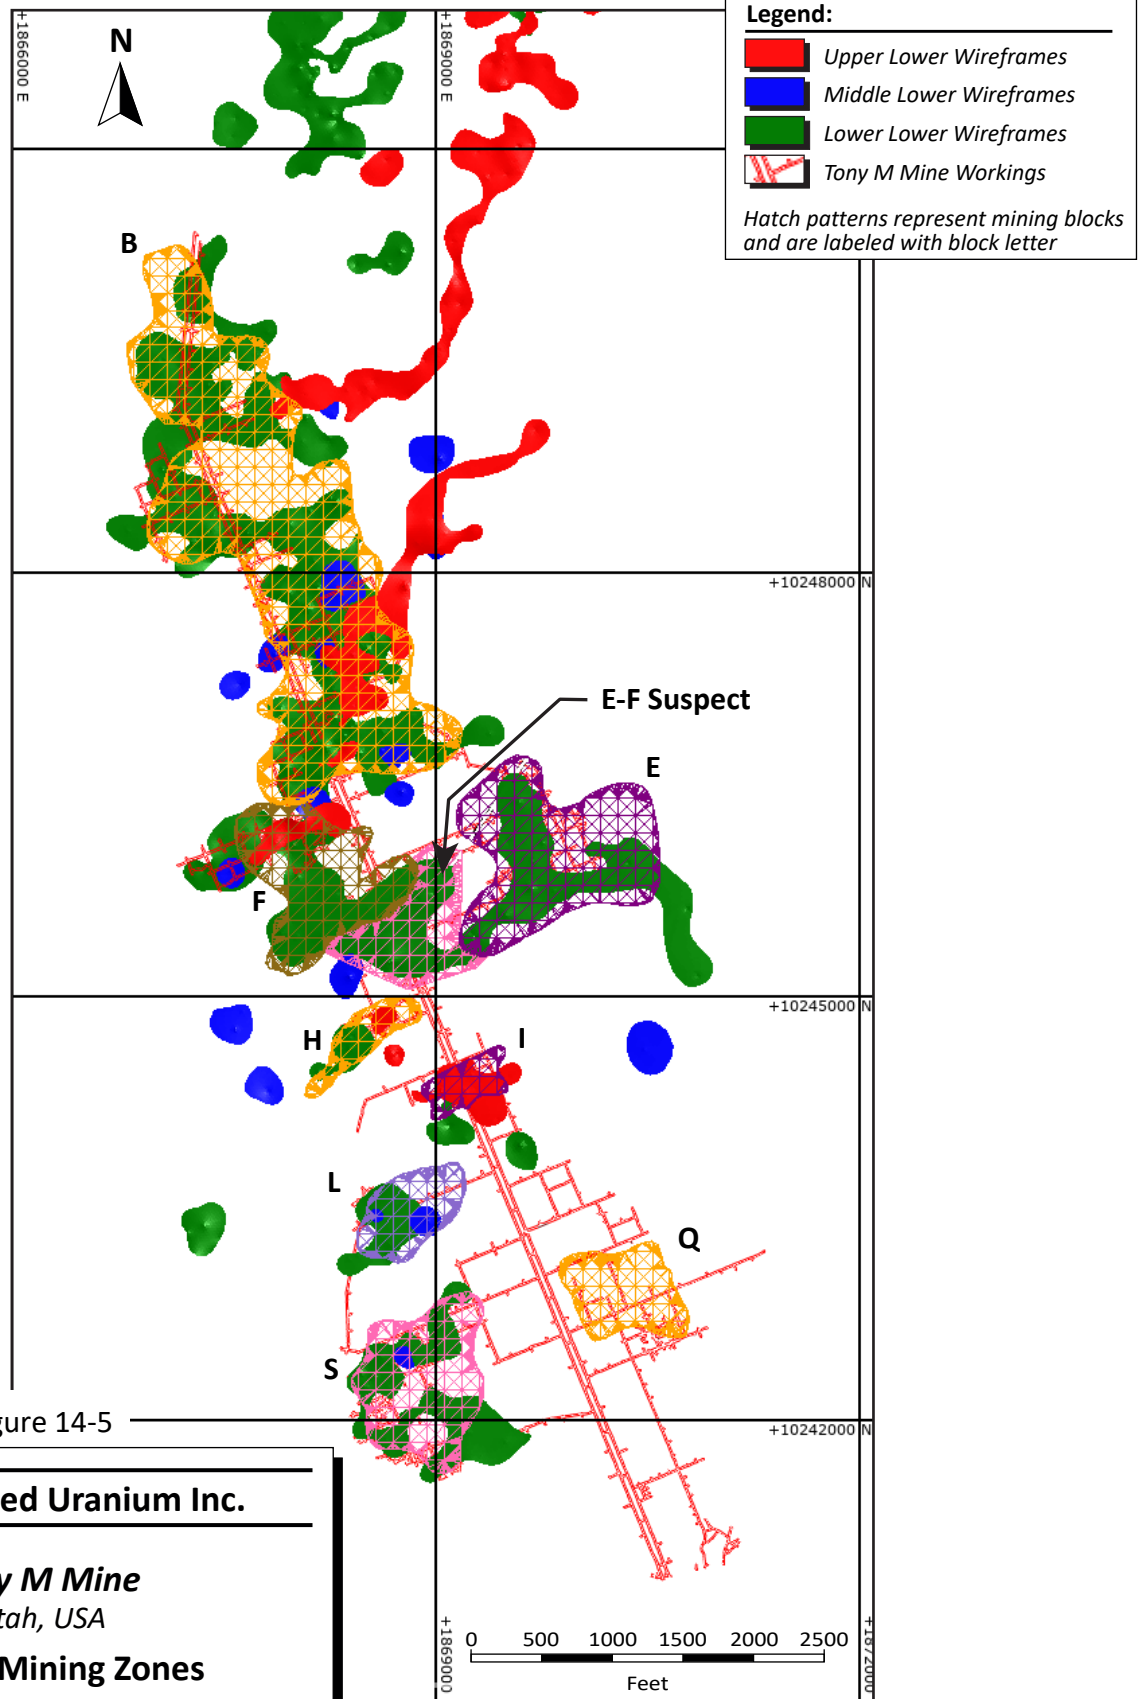 +1866000 E
+1869000 E
N
Legend:
Upper Lower Wireframes
Middle Lower Wireframes
Lower Lower Wireframes
Tony M Mine Workings
Hatch patterns represent mining blocks
and are labeled with block letter
B
+10248000 N
E-F Suspect
E
F
+10245000 N
H
I
L
Q
S
+10242000 N
gure 14-5
ed Uranium Inc.
y M Mine
tah, USA
Mining Zones
+1869000
+1872000
0 500 1000 1500 2000 2500
Feet